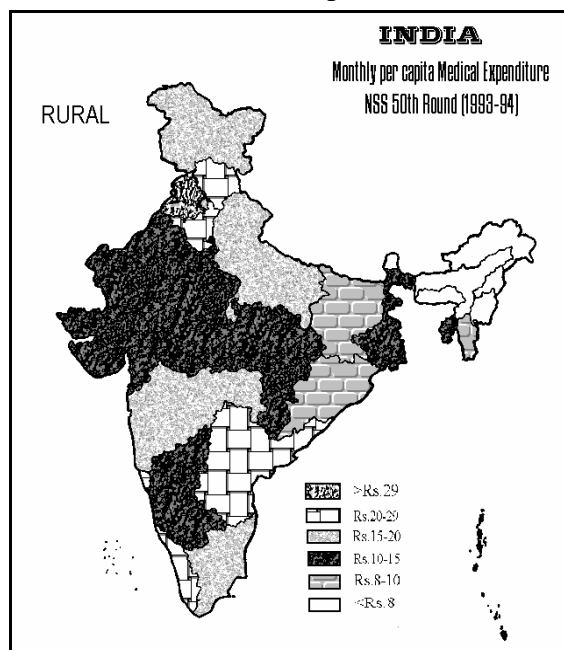 INDIA
Monthly per capita Medical Expenditure
NSS 50th Round (1993-94)
RURAL
>Rs.29
Rs.20-29
Rs.15-20
Rs.10-15
Rs.8-10
<Rs.8